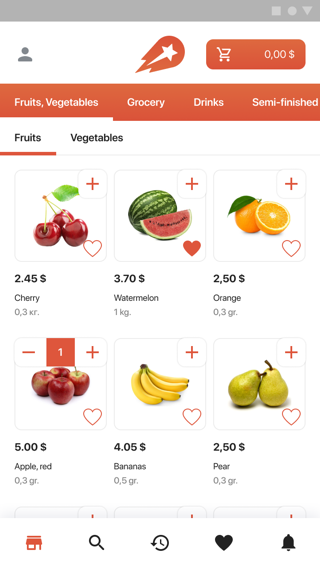 0,00 $
Fruits, Vegetables
Grocery
Drinks
Semi-finished
Fruits
Vegetables
2.45 $
3.70 $
2,50 $
Cherry
Watermelon
Orange
0,3 кг.
1 kg.
0,3 gr.
1
5.00 $
4.05 $
2,50 $
Apple, red
Bananas
Pear
0,3 gr.
0,5 gr.
0,3 gr.